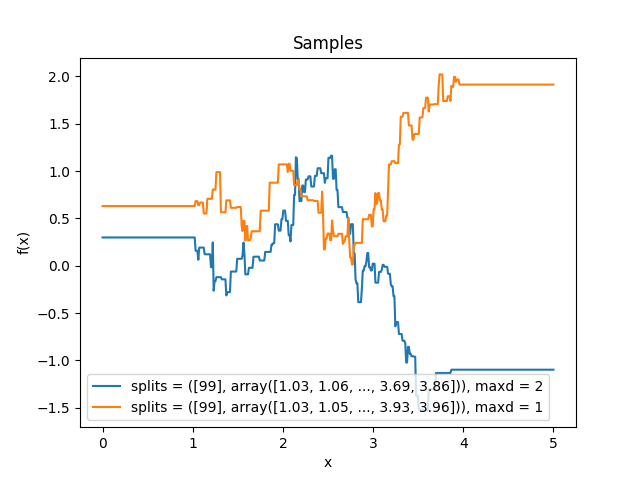 Samples
2.0
1.5
1.0
0.5
0.0
−0.5
−1.0
−1.5
f(x)
splits = ([99], array([1.03, 1.06, ..., 3.69, 3.86])), maxd = 2
splits = ([99], array([1.03, 1.05, ..., 3.93, 3.96])), maxd = 1
0 1 2 3 4 5
x